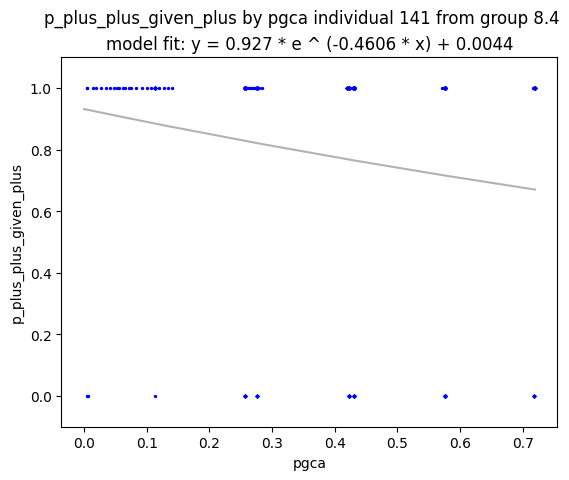 p_plus_plus_given_plus by pgca individual 141 from group 8.4
model fit: y = 0.927 * e ^ (-0.4606 * x) + 0.0044
1.0
0.8
0.6
0.4
0.2
0.0
p_plus_plus_given_plus
0.0 0.1 0.2 0.3 0.4 0.5 0.6 0.7
pgca